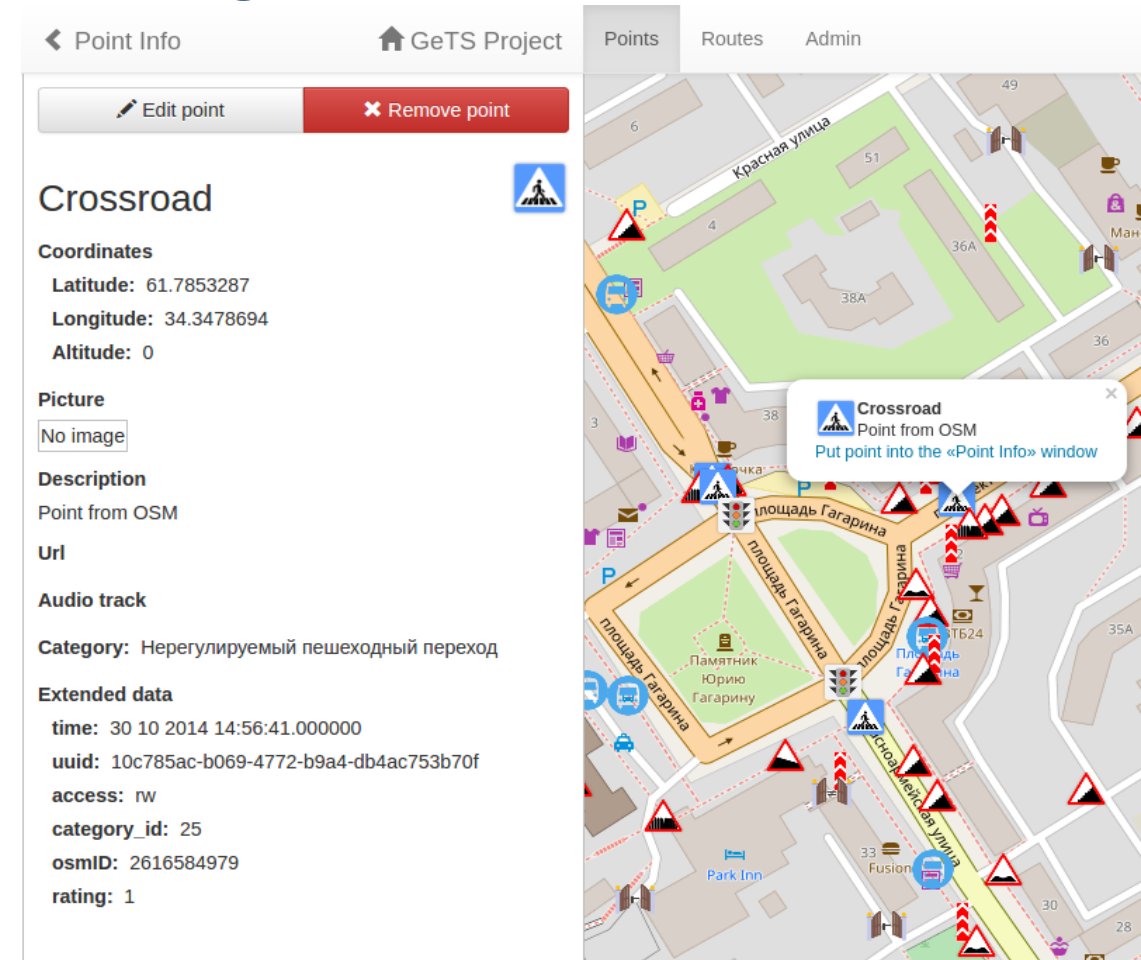 Point Info
GeTS Project
Points
Routes
Admin
Edit point
Remove point
Crossroad
Coordinates
Latitude: 61.7853287
Longitude: 34.3478694
Altitude: 0
Picture
No image
Description
Point from OSM
Url
Audio track
Category: Нерегулируемый пешеходный переход
Extended data
time: 30 10 2014 14:56:41.000000
uuid: 10c785ac-b069-4772-b9a4-db4ac753b70f
access: rw
category_id: 25
osmID: 2616584979
rating: 1
49
6
Красная улица
51
P
4
36А
Ман
38А
36
3
38
×
Crossroad
Point from OSM
Put point into the «Point Info» window
P
площадь Гагарина
P
площадь Гагарина
площадь Гагарина
площадь Гагарина
площадь Гагарина
ВТБ24
35А
Памятник
Юрию
Гагарину
33
Fusion
Park Inn
30
28